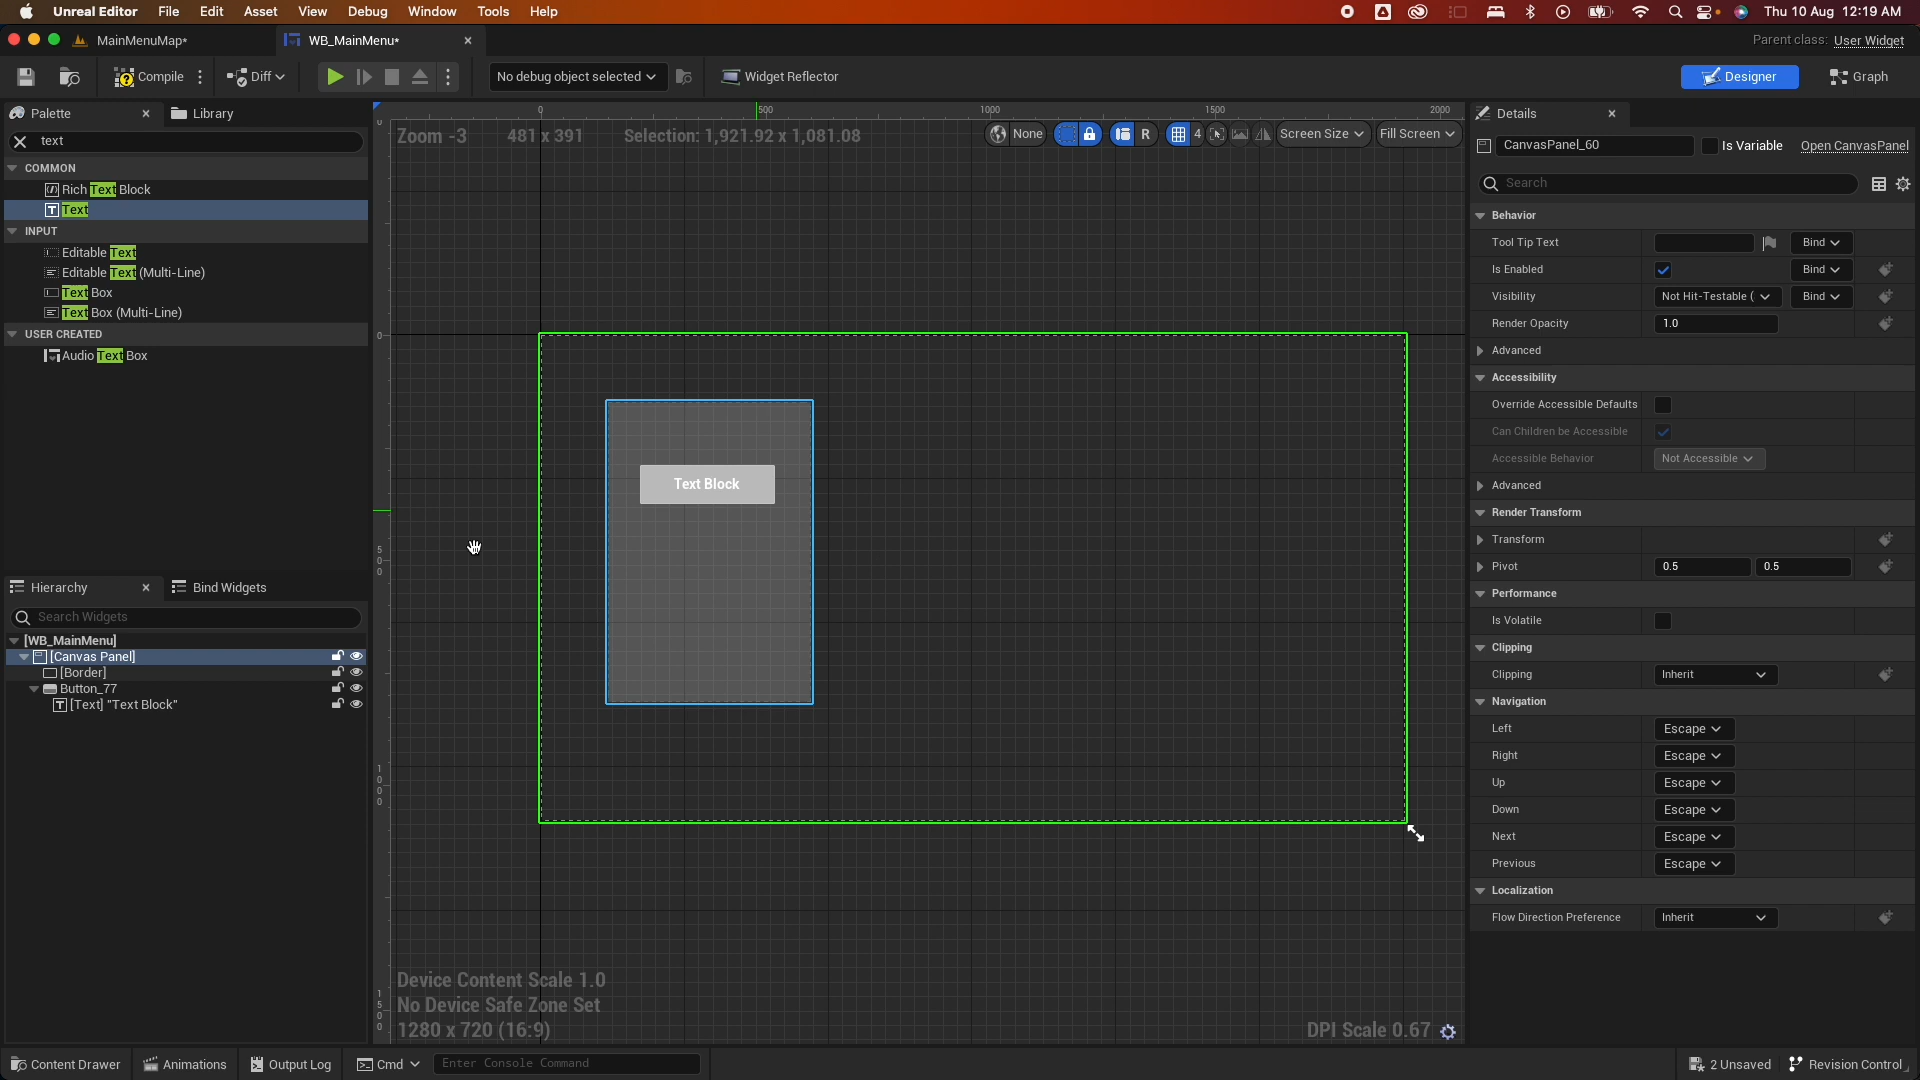 Unreal Editor File Edit Asset View Debug Window Tools Help Thu 10 Aug 12:19 AM
MainMenuMap* WB_MainMenu* Parent class: User Widget
Compile Diff No debug object selected Widget Reflector Designer Graph
Palette Library
text
COMMON
Rich Text Block
Text
INPUT
Editable Text
Editable Text (Multi-Line)
Text Box
Text Box (Multi-Line)
USER CREATED
Audio Text Box
Hierarchy Bind Widgets
Search Widgets
[WB_MainMenu]
[Canvas Panel]
[Border]
Button_77
[Text] "Text Block"
0 500 1000 1500 2000
Zoom -3 481 x 391 Selection: 1,921.92 x 1,081.08 None R 4 Screen Size Fill Screen
0
0
500
1000
1500
Text Block
Device Content Scale 1.0
No Device Safe Zone Set
1280 x 720 (16:9) DPI Scale 0.67
Details
CanvasPanel_60 Is Variable Open CanvasPanel
Search
Behavior
Tool Tip Text Bind
Is Enabled Bind
Visibility Not Hit-Testable ( Bind
Render Opacity 1.0
Advanced
Accessibility
Override Accessible Defaults
Can Children be Accessible
Accessible Behavior Not Accessible
Advanced
Render Transform
Transform
Pivot 0.5 0.5
Performance
Is Volatile
Clipping
Clipping Inherit
Navigation
Left Escape
Right Escape
Up Escape
Down Escape
Next Escape
Previous Escape
Localization
Flow Direction Preference Inherit
Content Drawer Animations Output Log Cmd Enter Console Command 2 Unsaved Revision Control